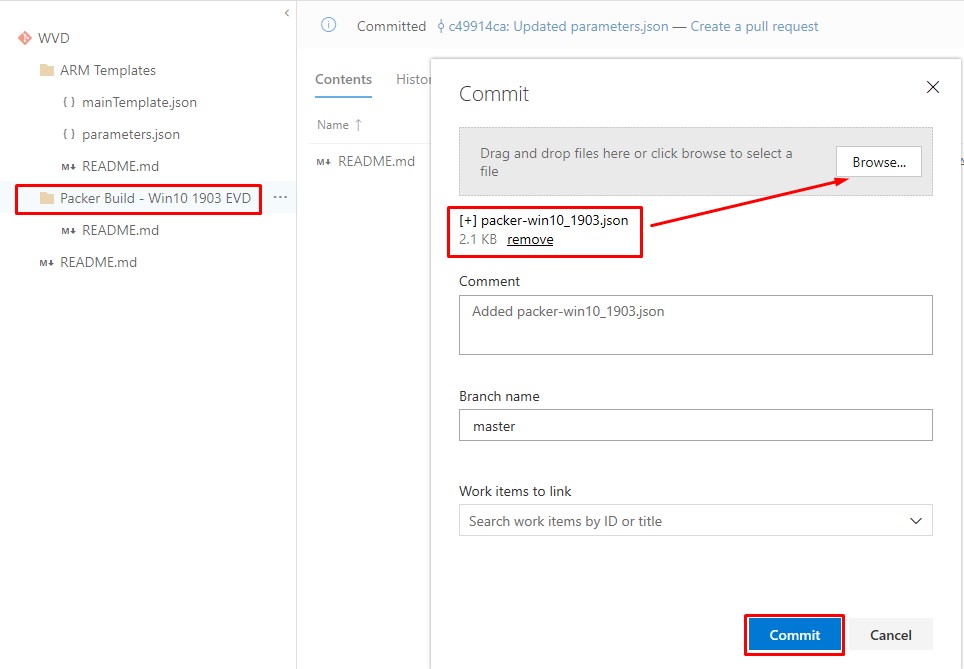 WVD
ARM Templates
{ } mainTemplate.json
{ } parameters.json
M↓ README.md
Packer Build - Win10 1903 EVD ...
M↓ README.md
M↓ README.md
Committed c49914ca: Updated parameters.json — Create a pull request
Contents Histor
Name ↑
M↓ README.md
Commit
Drag and drop files here or click browse to select a
file
Browse...
[+] packer-win10_1903.json
2.1 KB remove
Comment
Added packer-win10_1903.json
Branch name
master
Work items to link
Search work items by ID or title
Commit Cancel